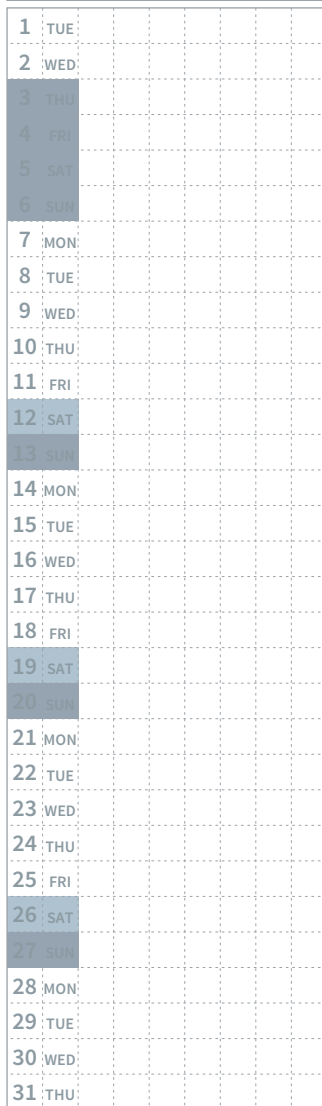 1 TUE
2 WED
3 THU
4 FRI
5 SAT
6 SUN
7 MON
8 TUE
9 WED
10 THU
11 FRI
12 SAT
13 SUN
14 MON
15 TUE
16 WED
17 THU
18 FRI
19 SAT
20 SUN
21 MON
22 TUE
23 WED
24 THU
25 FRI
26 SAT
27 SUN
28 MON
29 TUE
30 WED
31 THU